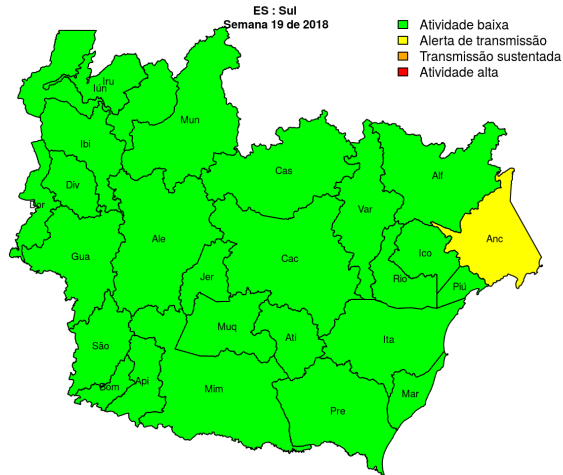 ES : Sul
Semana 19 de 2018
Atividade baixa
Alerta de transmissão
Transmissão sustentada
Atividade alta
Iru
Iún
Mun
Ibi
Cas
Alf
Div
Dor
Var
Ale
Anc
Gua
Cac
Ico
Jer
Rio
Piú
Muq
Ati
Ita
São
Dom
Api
Mim
Mar
Pre